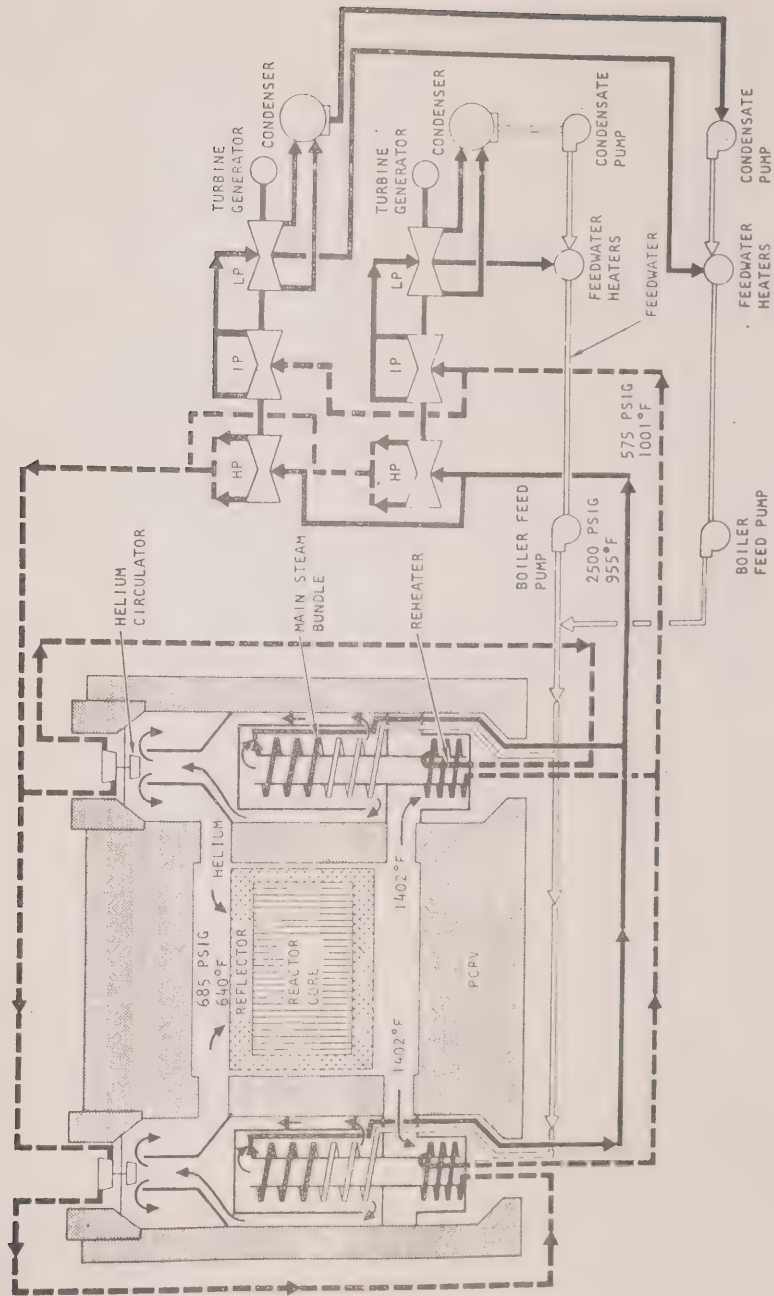 HELIUM
CIRCULATOR
MAIN STEAM
BUNDLE
REHEATER
685 PSIG
640°F
HELIUM
REFLECTOR
REACTOR
CORE
1402°F
1402°F
PCRV
HP
IP
LP
TURBINE
GENERATOR
CONDENSER
HP
IP
LP
TURBINE
GENERATOR
CONDENSER
CONDENSATE
PUMP
FEEDWATER
HEATERS
FEEDWATER
BOILER FEED
PUMP
2500 PSIG
955°F
575 PSIG
1001°F
CONDENSATE
PUMP
FEEDWATER
HEATERS
BOILER
FEED PUMP